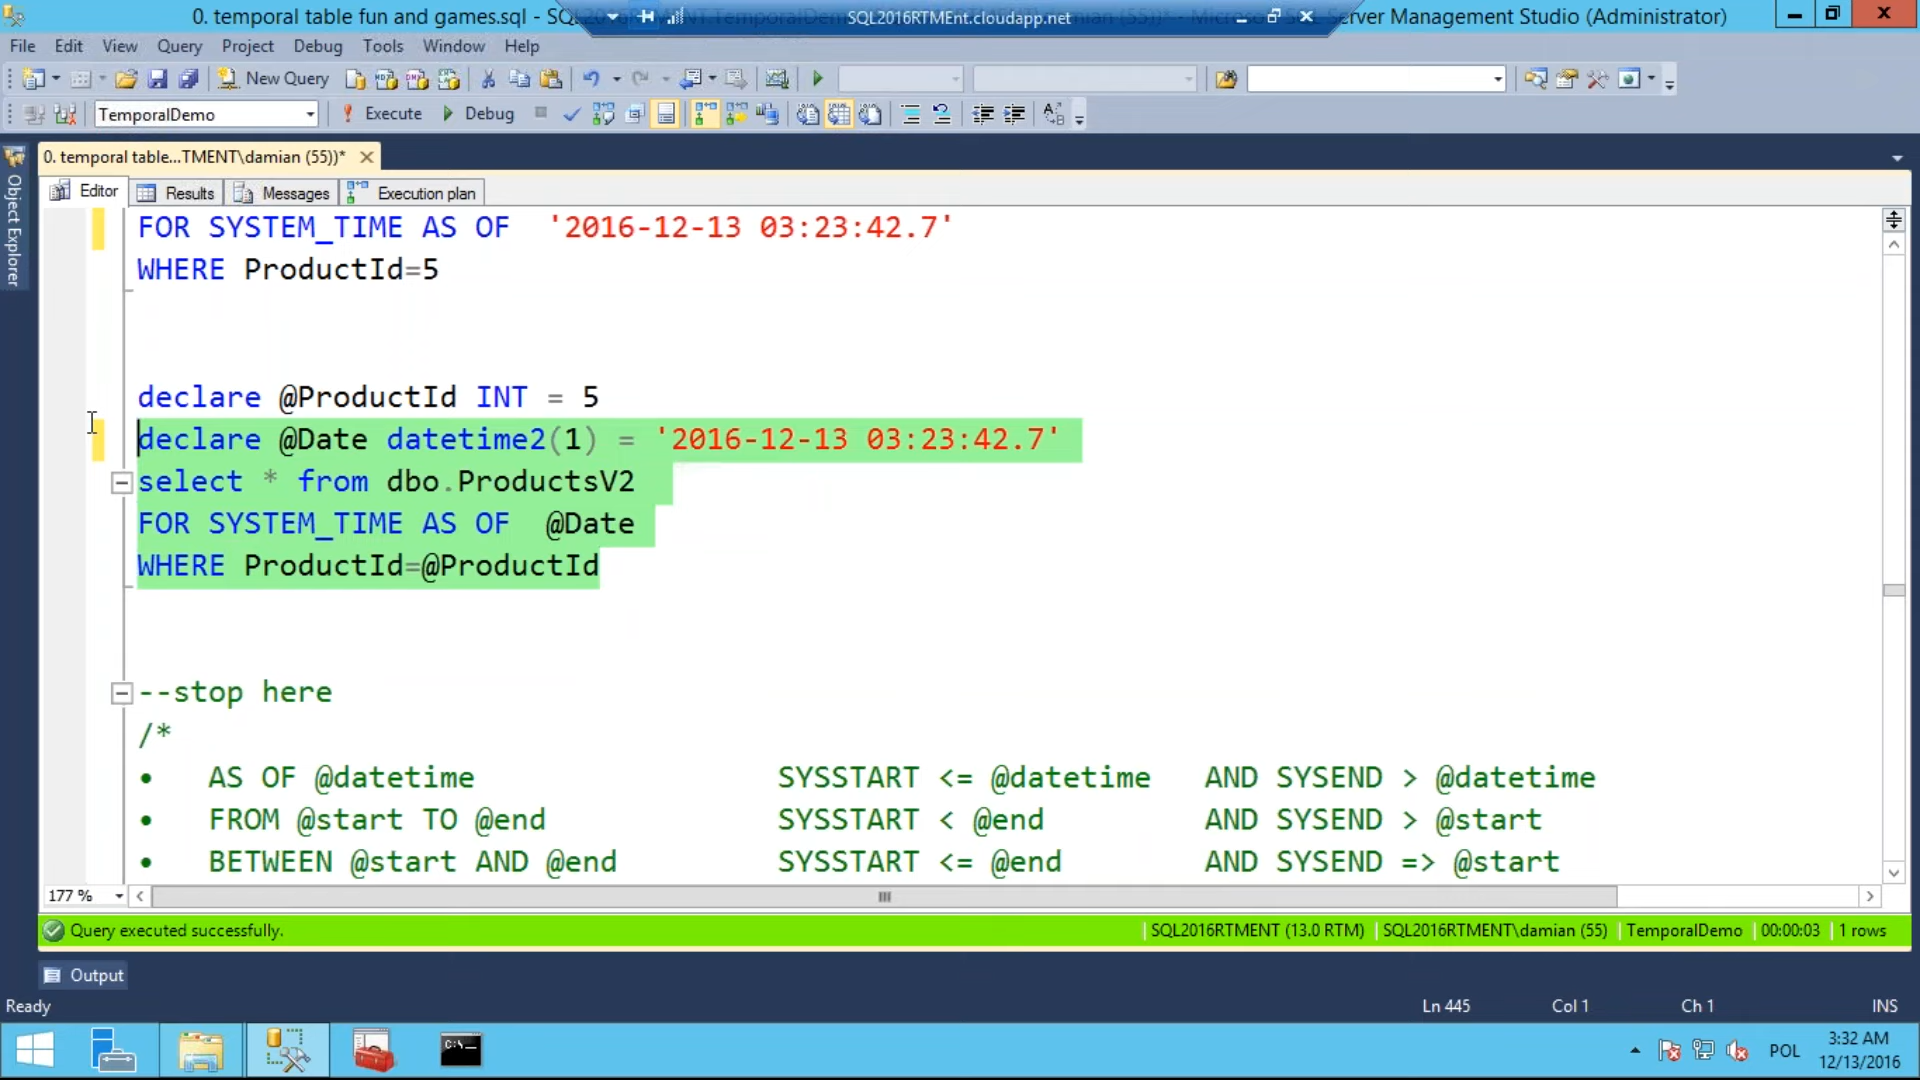 0. temporal table fun and games.sql - SQL2016RTMENT.TemporalDemo
SQL2016RTMEnt.cloudapp.net
Server Management Studio (Administrator)
File Edit View Query Project Debug Tools Window Help
New Query
TemporalDemo Execute Debug
Object Explorer
0. temporal table...TMENT\damian (55))*
Editor Results Messages Execution plan
FOR SYSTEM_TIME AS OF '2016-12-13 03:23:42.7'
WHERE ProductId=5
declare @ProductId INT = 5
declare @Date datetime2(1) = '2016-12-13 03:23:42.7'
select * from dbo.ProductsV2
FOR SYSTEM_TIME AS OF @Date
WHERE ProductId=@ProductId
--stop here
/*
• AS OF @datetime SYSSTART <= @datetime AND SYSEND > @datetime
• FROM @start TO @end SYSSTART < @end AND SYSEND > @start
• BETWEEN @start AND @end SYSSTART <= @end AND SYSEND => @start
177 %
Query executed successfully. SQL2016RTMENT (13.0 RTM) SQL2016RTMENT\damian (55) TemporalDemo 00:00:03 1 rows
Output
Ready Ln 445 Col 1 Ch 1 INS
C:\_
POL
3:32 AM
12/13/2016